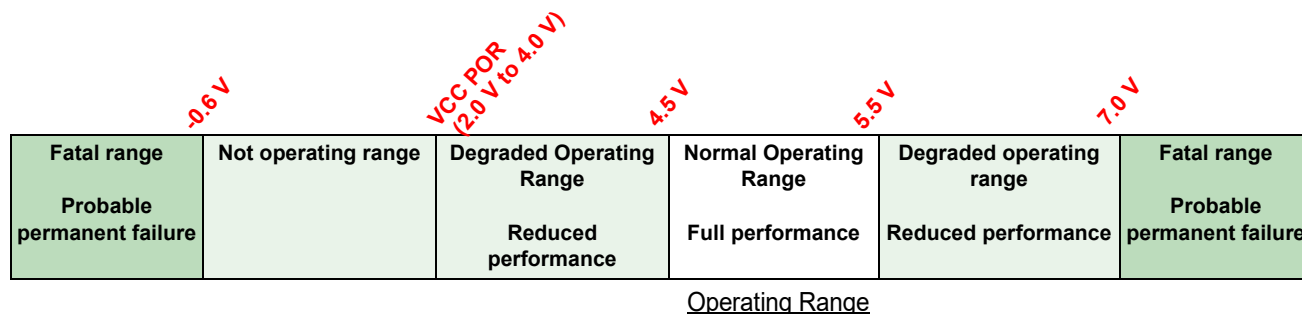 -0.6 V
VCC POR
(2.0 V to 4.0 V)
4.5 V
5.5 V
7.0 V
Fatal range
Probable
permanent failure
Not operating range
Degraded Operating
Range
Reduced
performance
Normal Operating
Range
Full performance
Degraded operating
range
Reduced performance
Fatal range
Probable
permanent failure
Operating Range